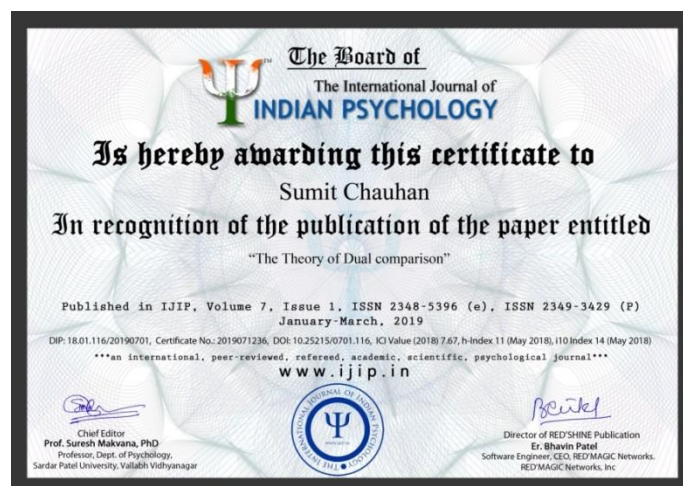 The Board of
The International Journal of
INDIAN PSYCHOLOGY
Is hereby awarding this certificate to
Sumit Chauhan
In recognition of the publication of the paper entitled
“The Theory of Dual comparison”
Published in IJIP, Volume 7, Issue 1, ISSN 2348-5396 (e), ISSN 2349-3429 (P)
January-March, 2019
DIP: 18.01.116/20190701, Certificate No.: 2019071236, DOI: 10.25215/0701.116, ICI Value (2018) 7.67, h-Index 11 (May 2018), i10 Index 14 (May 2018)
***an international, peer-reviewed, refereed, academic, scientific, psychological journal***
www.ijip.in
Chief Editor
Prof. Suresh Makvana, PhD
Professor, Dept. of Psychology,
Sardar Patel University, Vallabh Vidhyanagar
Director of RED'SHINE Publication
Er. Bhavin Patel
Software Engineer, CEO, RED'MAGIC Networks.
RED'MAGIC Networks, Inc